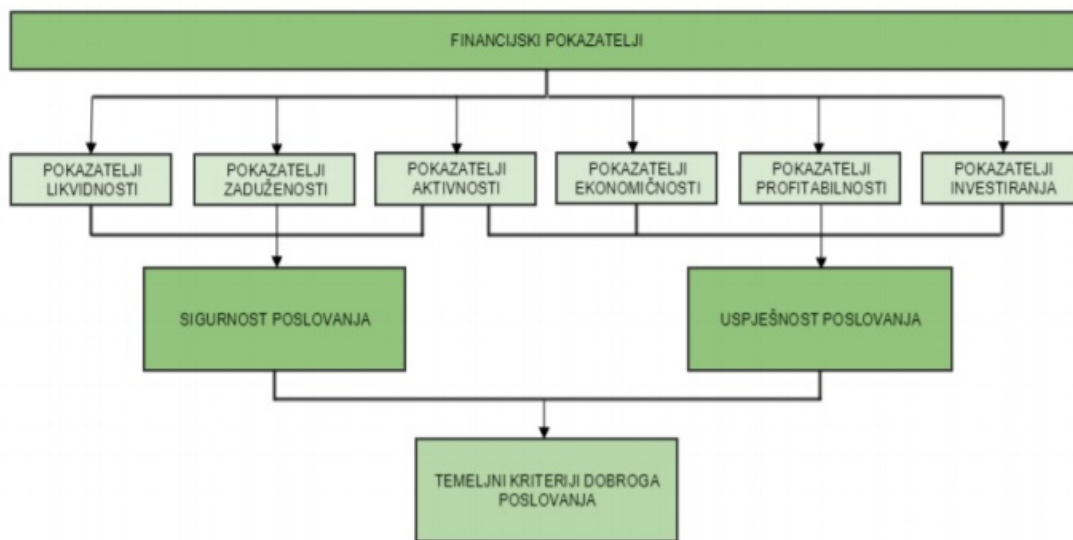 FINANCIJSKI POKAZATELJI
POKAZATELJI
LIKVIDNOSTI
POKAZATELJI
ZADUŽENOSTI
POKAZATELJI
AKTIVNOSTI
POKAZATELJI
EKONOMIČNOSTI
POKAZATELJI
PROFITABILNOSTI
POKAZATELJI
INVESTIRANJA
SIGURNOST POSLOVANJA
USPJEŠNOST POSLOVANJA
TEMELJNI KRITERIJI DOBROGA
POSLOVANJA